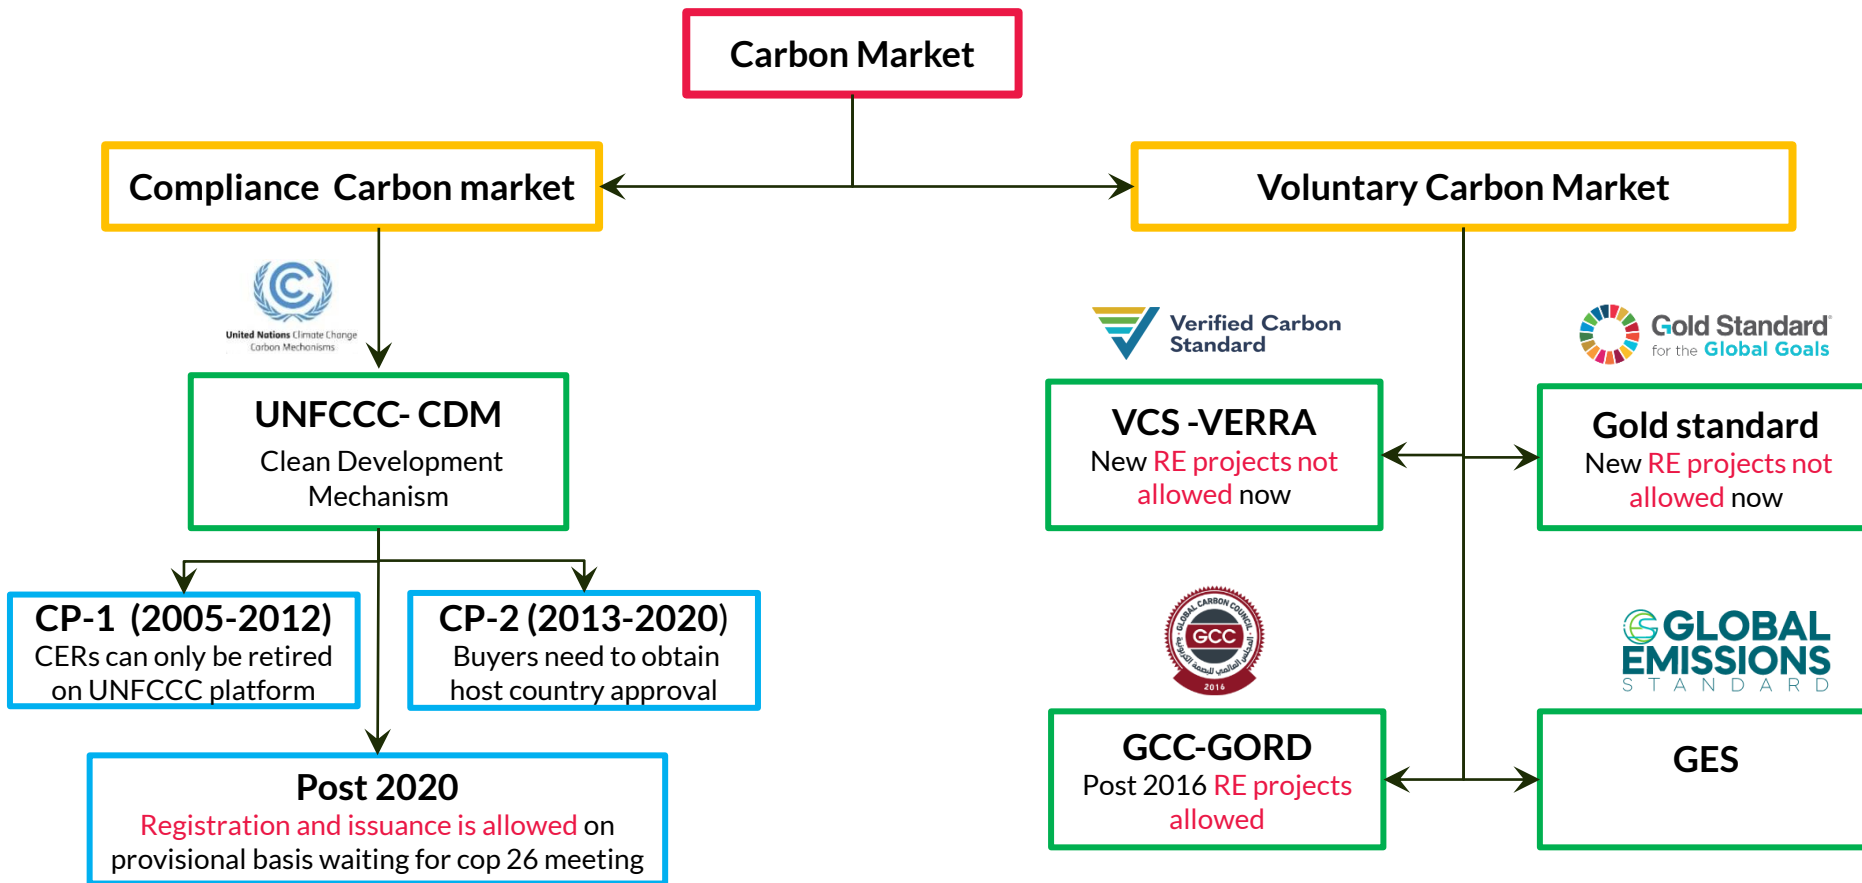 Carbon Market
Compliance  Carbon market
Voluntary Carbon Market
United Nations Climate Change
Carbon Mechanisms
Verified Carbon
Standard
Gold Standard
for the Global Goals
UNFCCC- CDM
Clean Development
Mechanism
VCS -VERRA
New RE projects not
allowed now
Gold standard
New RE projects not
allowed now
CP-1  (2005-2012)
CERs can only be retired
on UNFCCC platform
CP-2 (2013-2020)
Buyers need to obtain
host country approval
GLOBAL CARBON COUNCIL
GCC
2016
GLOBAL
EMISSIONS
STANDARD
Post 2020
Registration and issuance is allowed on
provisional basis waiting for cop 26 meeting
GCC-GORD
Post 2016 RE projects
allowed
GES